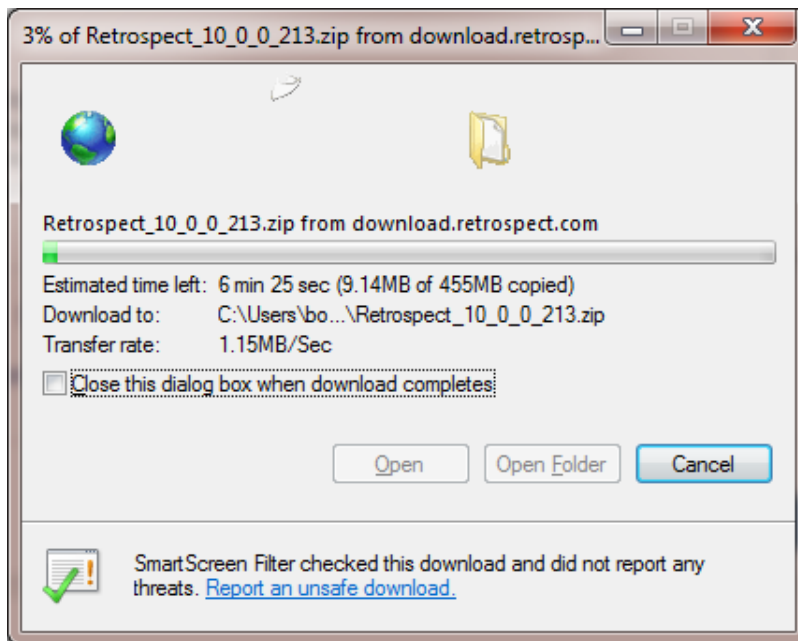 3% of Retrospect_10_0_0_213.zip from download.retrosp...
Retrospect_10_0_0_213.zip from download.retrospect.com
Estimated time left: 6 min 25 sec (9.14MB of 455MB copied)
Download to: C:\Users\bo...\Retrospect_10_0_0_213.zip
Transfer rate: 1.15MB/Sec
Close this dialog box when download completes
Open Open Folder Cancel
SmartScreen Filter checked this download and did not report any
threats. Report an unsafe download.